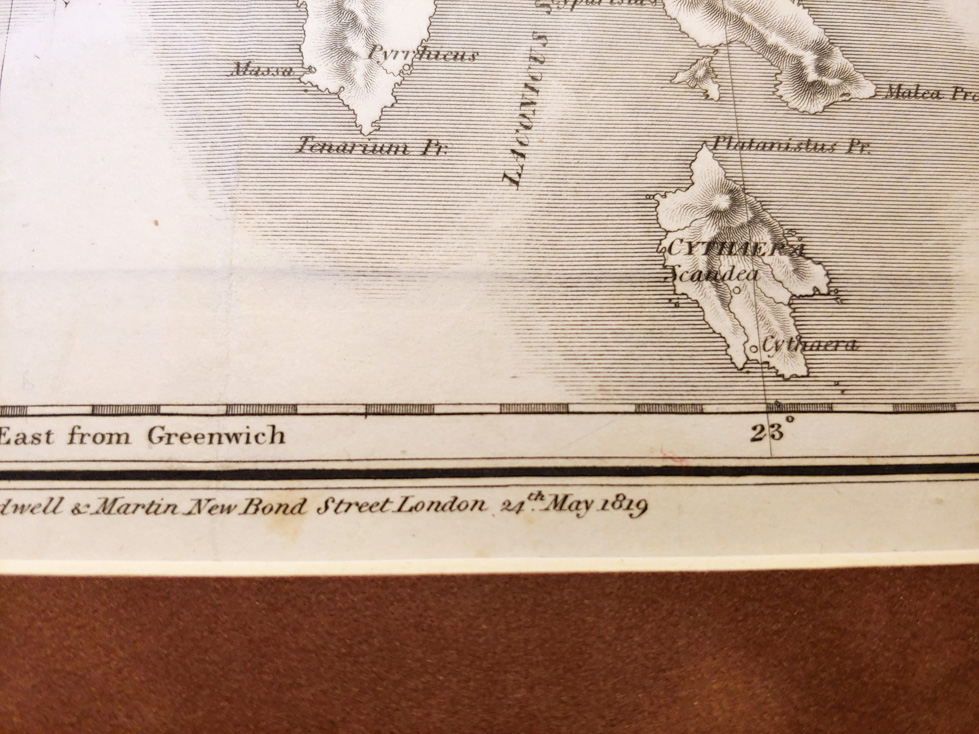 Pyrrhicus
Massa
LACONICUS
Malea Pro
Tenarium Pr.
Platanistus Pr.
CYTHAERA
Scandea
Cythaera
East from Greenwich
23°
dwell & Martin New Bond Street London 24th May 1819